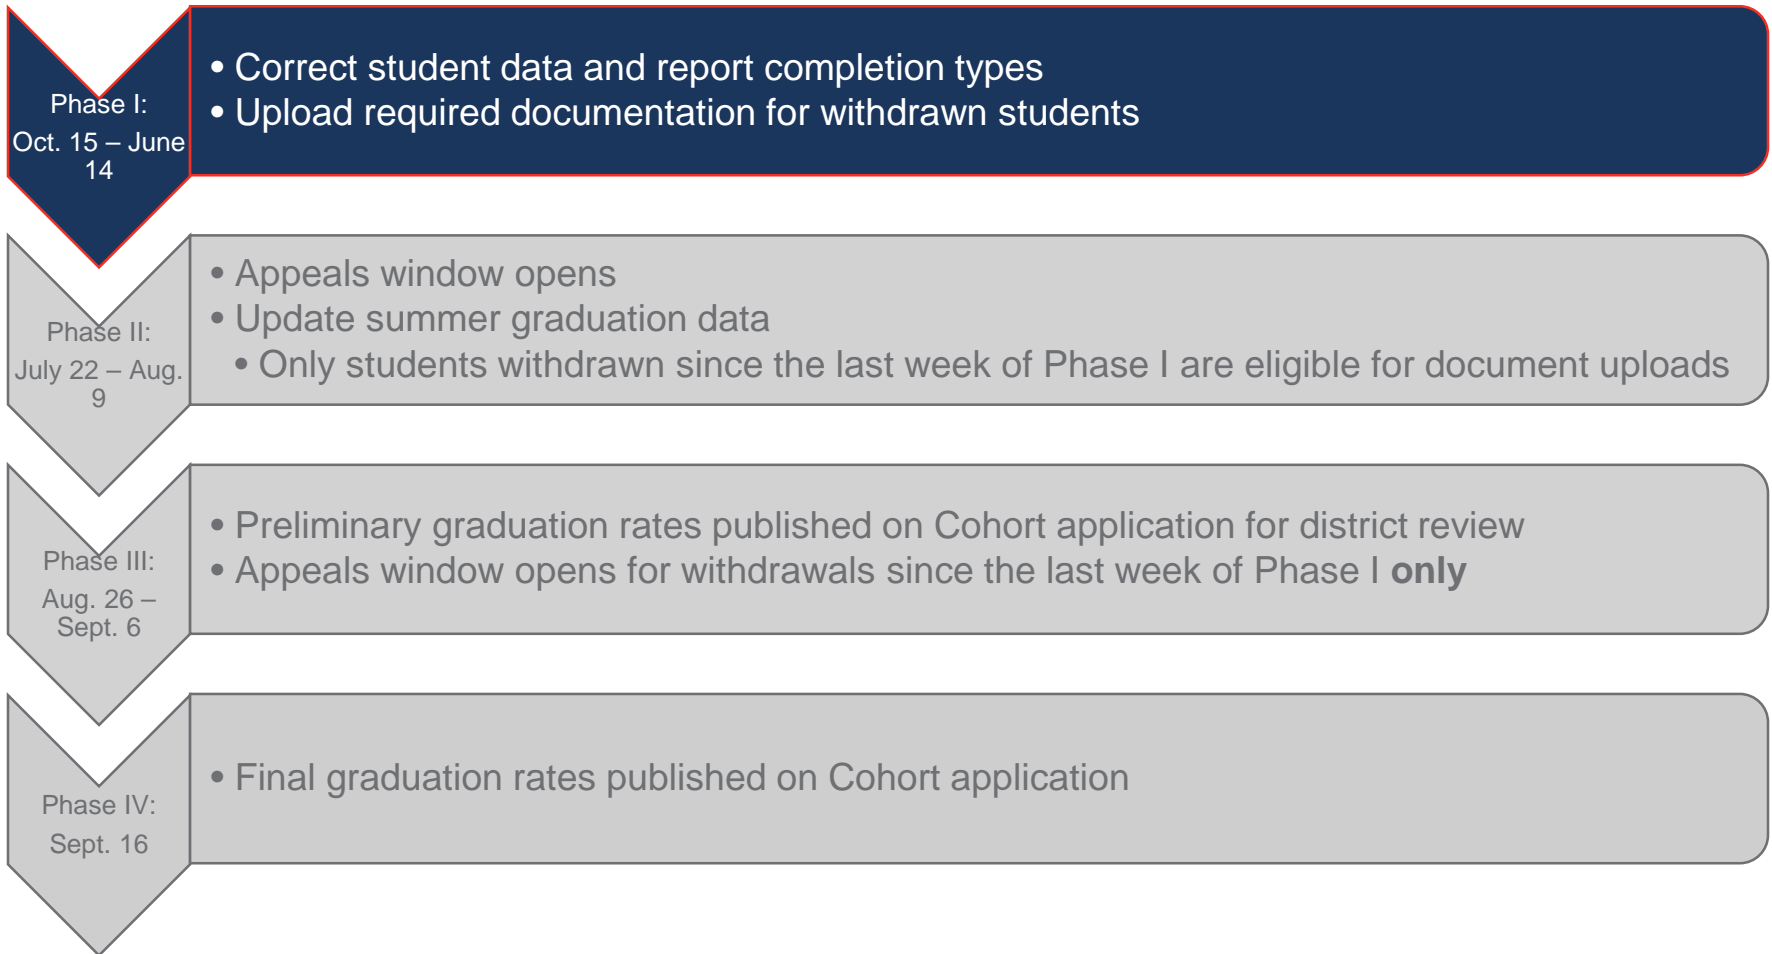 Phase I:
Oct. 15 – June
14
• Correct student data and report completion types
• Upload required documentation for withdrawn students
Phase II:
July 22 – Aug.
9
• Appeals window opens
• Update summer graduation data
• Only students withdrawn since the last week of Phase I are eligible for document uploads
Phase III:
Aug. 26 –
Sept. 6
• Preliminary graduation rates published on Cohort application for district review
• Appeals window opens for withdrawals since the last week of Phase I only
Phase IV:
Sept. 16
• Final graduation rates published on Cohort application